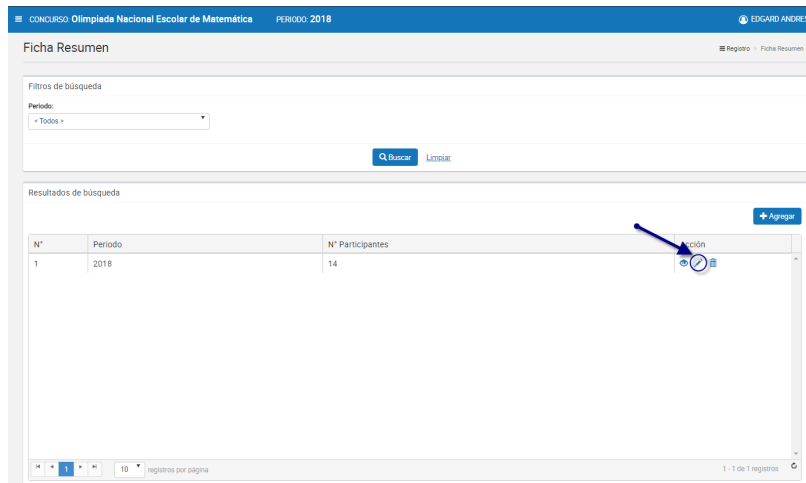 CONCURSO: Olimpiada Nacional Escolar de Matemática PERIODO: 2018 EDGARD ANDRES
Ficha Resumen Registro > Ficha Resumen
Filtros de búsqueda
Periodo:
< Todos >
Buscar Limpiar
Resultados de búsqueda
+ Agregar
N° Periodo N° Participantes Acción
1 2018 14
1 10 registros por página 1 - 1 de 1 registros